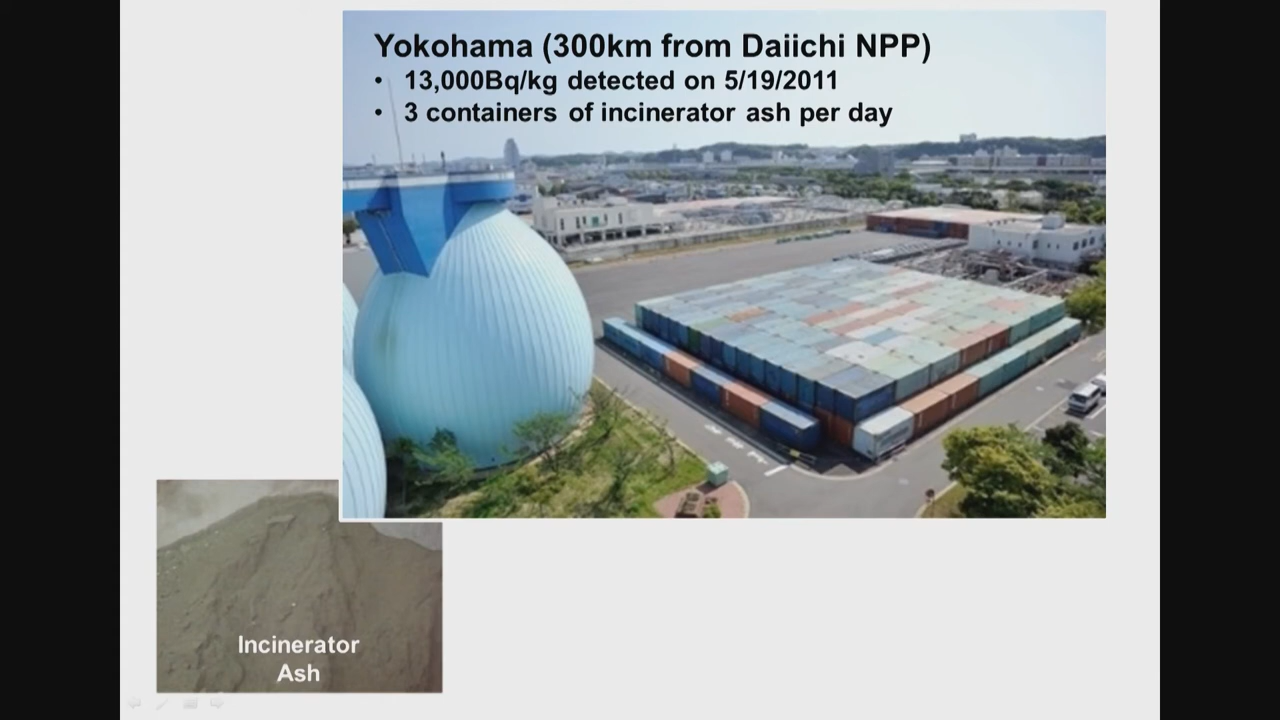 Yokohama (300km from Daiichi NPP)
• 13,000Bq/kg detected on 5/19/2011
• 3 containers of incinerator ash per day
Incinerator
Ash